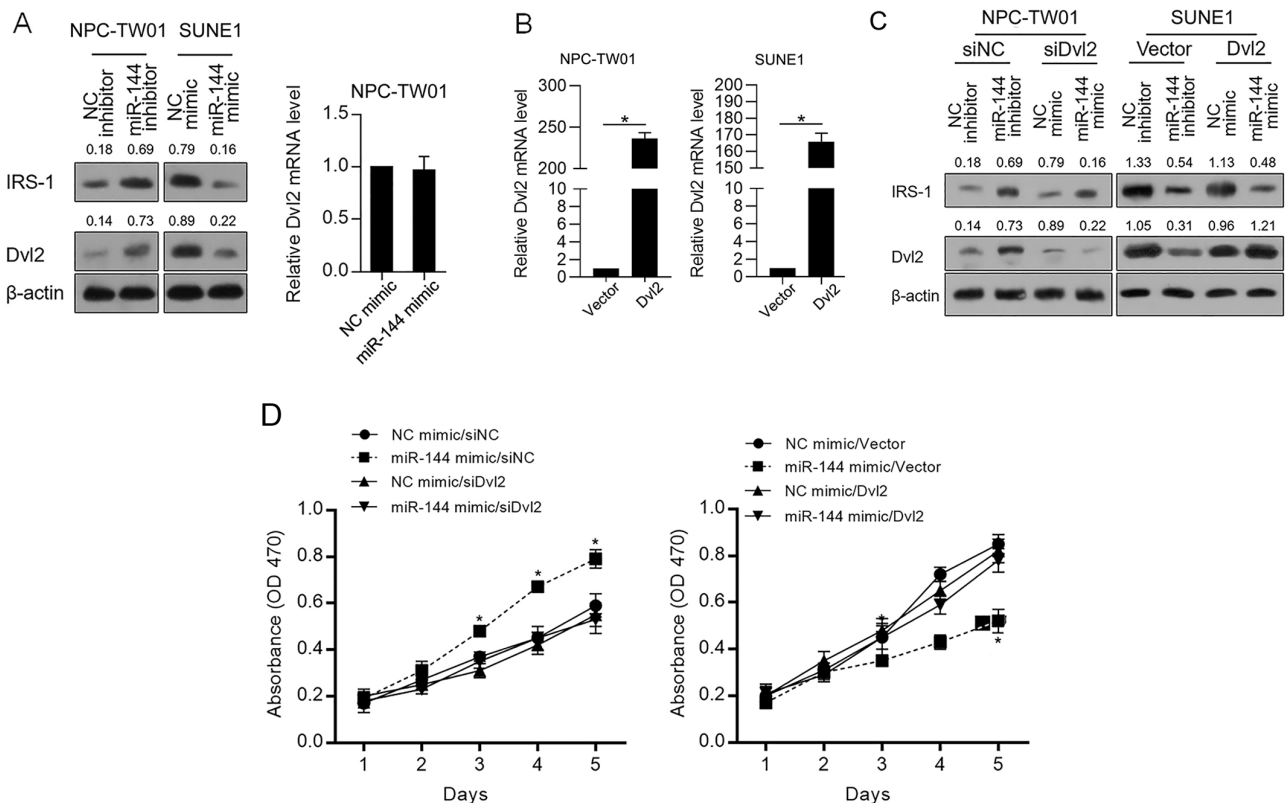 A
NPC-TW01 SUNE1
NC inhibitor
miR-144 inhibitor
NC mimic
miR-144 mimic
0.18 0.69 0.79 0.16
IRS-1
0.14 0.73 0.89 0.22
Dvl2
β-actin
NPC-TW01
Relative Dvl2 mRNA level
1.5
1.0
0.5
0.0
NC mimic
miR-144 mimic
B
NPC-TW01
Relative Dvl2 mRNA level
300
250
200
10
8
6
4
2
0
*
Vector
Dvl2
SUNE1
Relative Dvl2 mRNA level
200
190
180
170
160
150
140
10
8
6
4
2
0
*
Vector
Dvl2
C
NPC-TW01 SUNE1
siNC siDvl2 Vector Dvl2
NC inhibitor
miR-144 inhibitor
NC mimic
miR-144 mimic
NC inhibitor
miR-144 inhibitor
NC mimic
miR-144 mimic
0.18 0.69 0.79 0.16 1.33 0.54 1.13 0.48
IRS-1
0.14 0.73 0.89 0.22 1.05 0.31 0.96 1.21
Dvl2
β-actin
D
NC mimic/siNC
miR-144 mimic/siNC
NC mimic/siDvl2
miR-144 mimic/siDvl2
Absorbance (OD 470)
1.0
0.8
0.6
0.4
0.2
0.0
* * *
1 2 3 4 5
Days
NC mimic/Vector
miR-144 mimic/Vector
NC mimic/Dvl2
miR-144 mimic/Dvl2
Absorbance (OD 470)
1.0
0.8
0.6
0.4
0.2
0.0
* *
1 2 3 4 5
Days